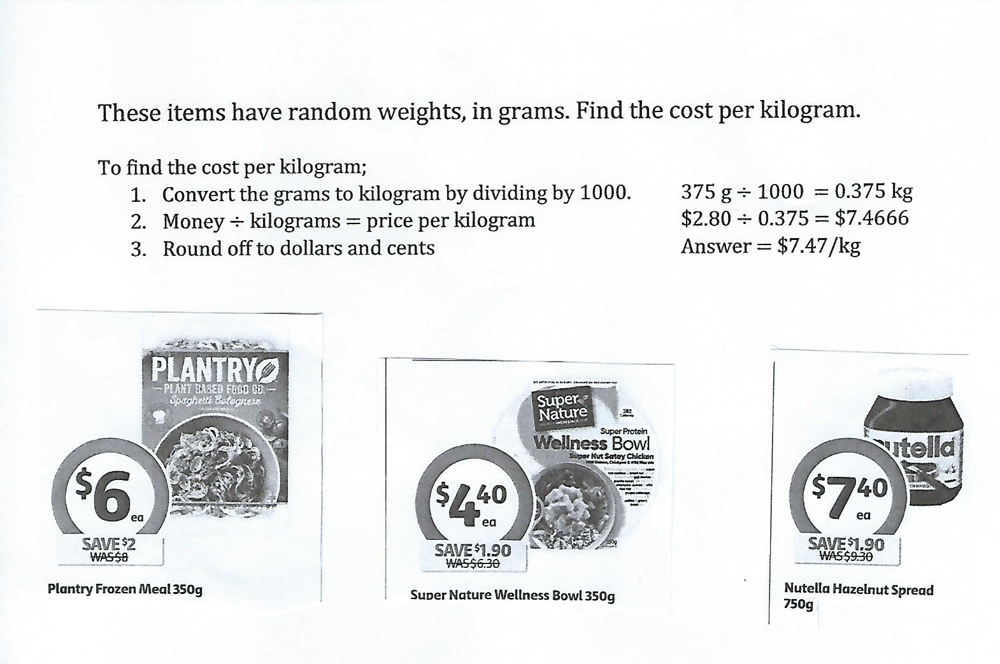 These items have random weights, in grams. Find the cost per kilogram.
To find the cost per kilogram;
1. Convert the grams to kilogram by dividing by 1000. 375 g ÷ 1000 = 0.375 kg
2. Money ÷ kilograms = price per kilogram $2.80 ÷ 0.375 = $7.4666
3. Round off to dollars and cents Answer = $7.47/kg
PLANTRY
PLANT BASED FOOD CO.
Spaghetti Bolognese
$6 ea
SAVE $2
WAS $8
Plantry Frozen Meal 350g
Super
Nature
382
Calories
Super Protein
Wellness Bowl
Super Nut Satay Chicken
$4.40 ea
SAVE $1.90
WAS $6.30
Super Nature Wellness Bowl 350g
nutella
$7.40 ea
SAVE $1.90
WAS $9.30
Nutella Hazelnut Spread
750g